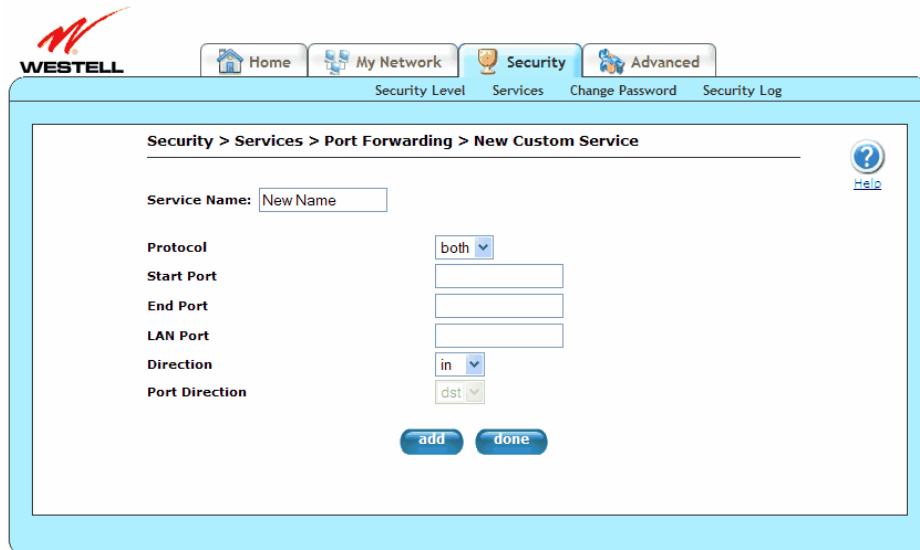 WESTELL
Home My Network Security Advanced
Security Level Services Change Password Security Log
Security > Services > Port Forwarding > New Custom Service
Help
Service Name: New Name
Protocol both
Start Port
End Port
LAN Port
Direction in
Port Direction dst
add done